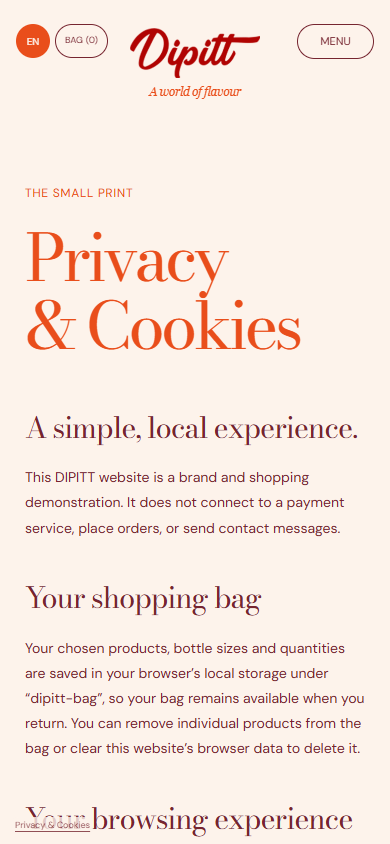 EN
BAG (0)
Dipitt
A world of flavour
MENU
THE SMALL PRINT
Privacy
& Cookies
A simple, local experience.
This DIPITT website is a brand and shopping
demonstration. It does not connect to a payment
service, place orders, or send contact messages.
Your shopping bag
Your chosen products, bottle sizes and quantities
are saved in your browser’s local storage under
“dipitt-bag”, so your bag remains available when you
return. You can remove individual products from the
bag or clear this website’s browser data to delete it.
Your browsing experience
Privacy & Cookies